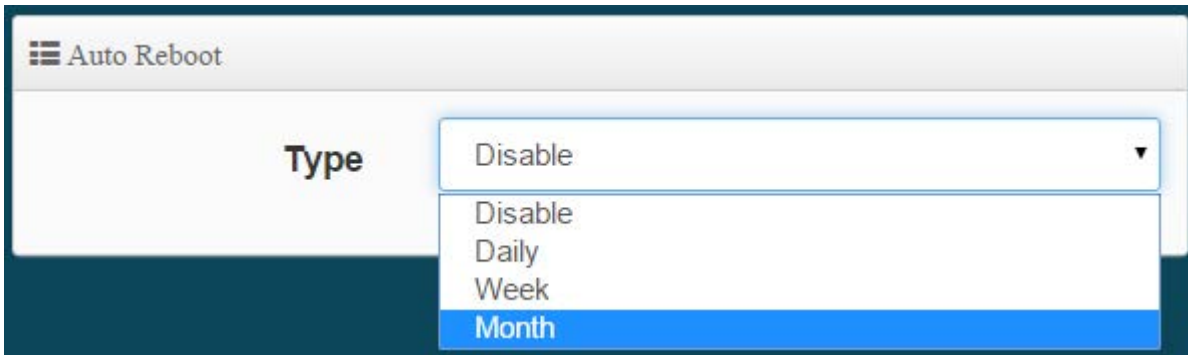 Auto Reboot
Type Disable
Disable
Daily
Week
Month